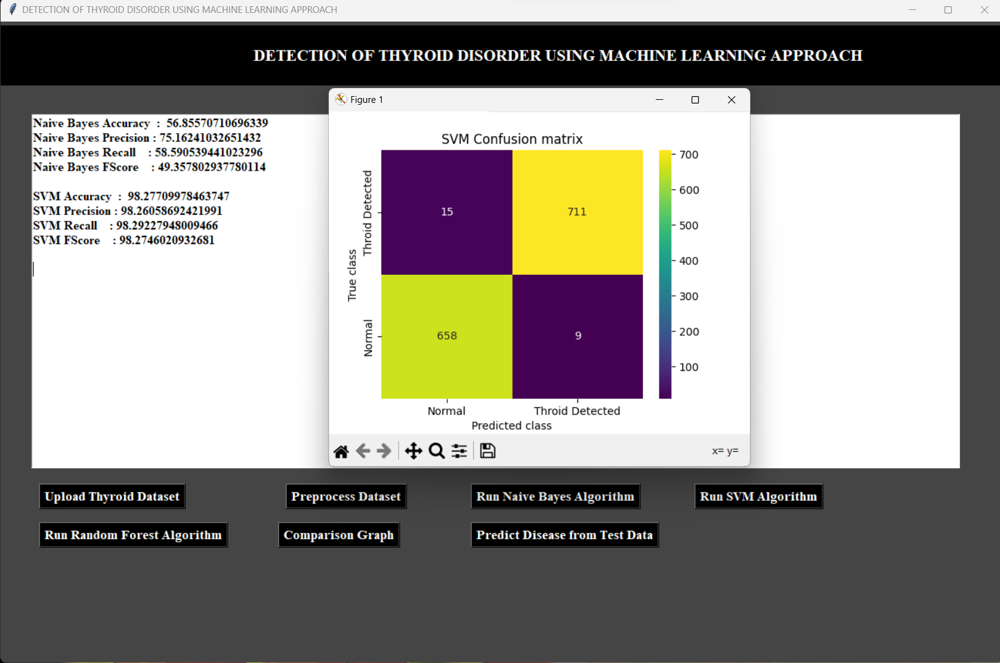 DETECTION OF THYROID DISORDER USING MACHINE LEARNING APPROACH
DETECTION OF THYROID DISORDER USING MACHINE LEARNING APPROACH
Naive Bayes Accuracy  :  56.85570710696339
Naive Bayes Precision : 75.16241032651432
Naive Bayes Recall    : 58.590539441023296
Naive Bayes FScore    : 49.357802937780114
SVM Accuracy  :  98.27709978463747
SVM Precision : 98.26058692421991
SVM Recall    : 98.29227948009466
SVM FScore    : 98.2746020932681
Figure 1
SVM Confusion matrix
True class
Throid Detected
Normal
15
711
658
9
Normal
Throid Detected
Predicted class
700
600
500
400
300
200
100
x= y=
Upload Thyroid Dataset
Preprocess Dataset
Run Naive Bayes Algorithm
Run SVM Algorithm
Run Random Forest Algorithm
Comparison Graph
Predict Disease from Test Data